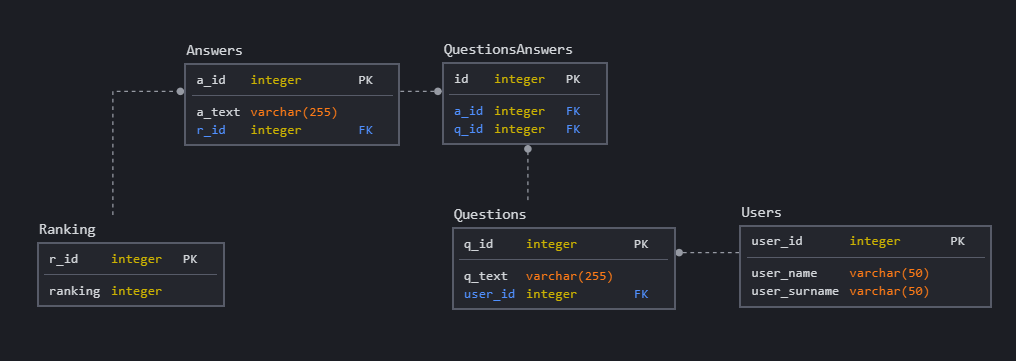 Answers
a_id integer PK
a_text varchar(255)
r_id integer FK
QuestionsAnswers
id integer PK
a_id integer FK
q_id integer FK
Ranking
r_id integer PK
ranking integer
Questions
q_id integer PK
q_text varchar(255)
user_id integer FK
Users
user_id integer PK
user_name varchar(50)
user_surname varchar(50)